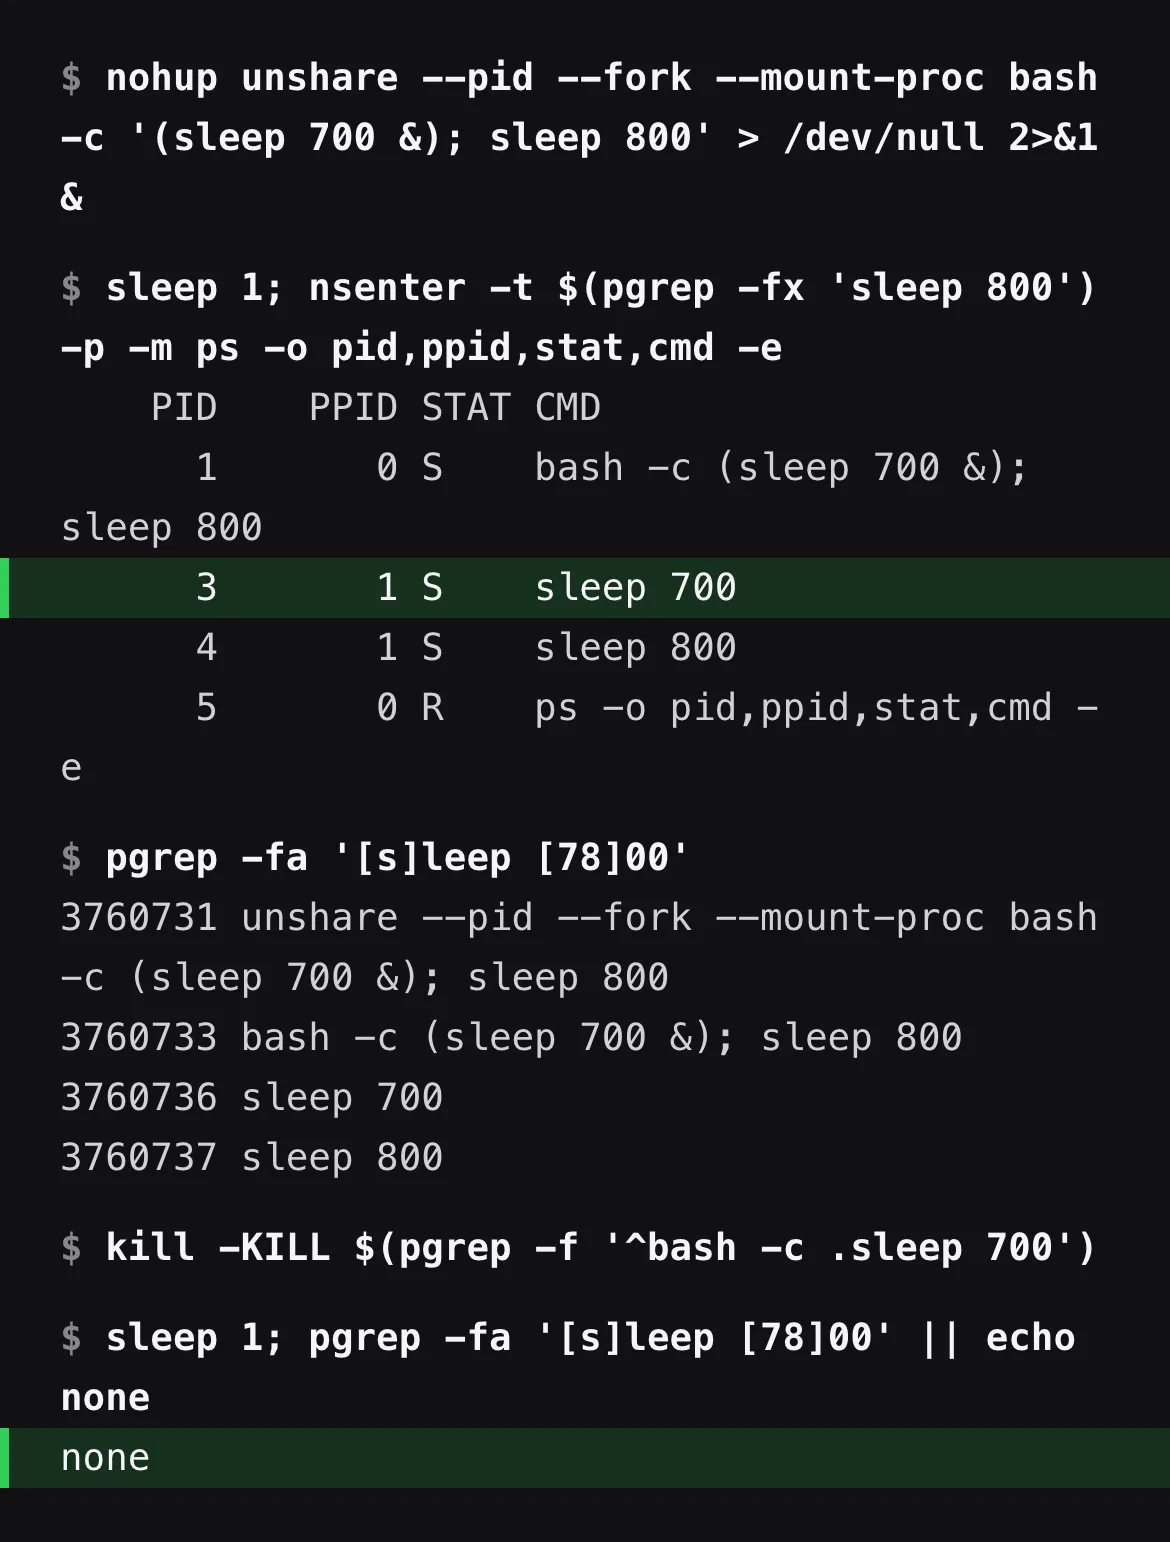 $ nohup unshare --pid --fork --mount-proc bash
-c '(sleep 700 &); sleep 800' > /dev/null 2>&1
&
$ sleep 1; nsenter -t $(pgrep -fx 'sleep 800')
-p -m ps -o pid,ppid,stat,cmd -e
    PID    PPID STAT CMD
      1       0 S    bash -c (sleep 700 &);
sleep 800
      3       1 S    sleep 700
      4       1 S    sleep 800
      5       0 R    ps -o pid,ppid,stat,cmd -
e
$ pgrep -fa '[s]leep [78]00'
3760731 unshare --pid --fork --mount-proc bash
-c (sleep 700 &); sleep 800
3760733 bash -c (sleep 700 &); sleep 800
3760736 sleep 700
3760737 sleep 800
$ kill -KILL $(pgrep -f '^bash -c .sleep 700')
$ sleep 1; pgrep -fa '[s]leep [78]00' || echo
none
none